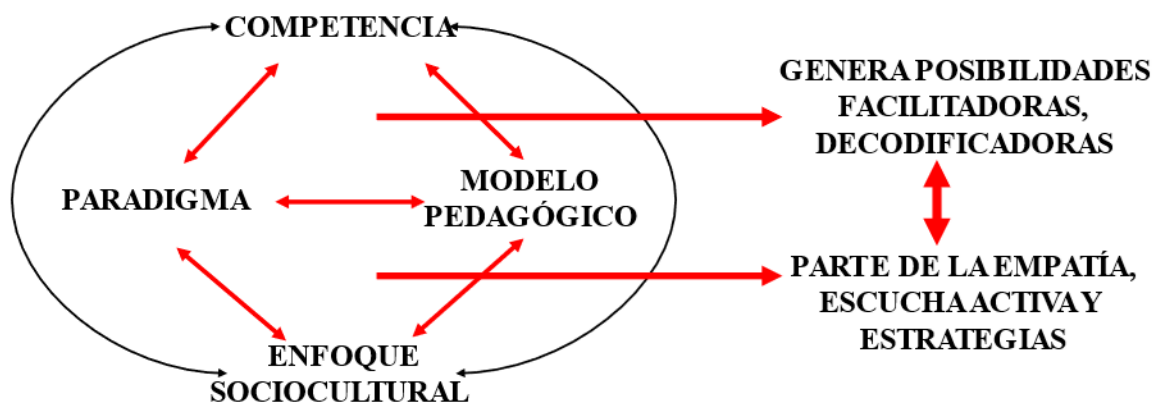 COMPETENCIA
PARADIGMA
MODELO
PEDAGÓGICO
ENFOQUE
SOCIOCULTURAL
GENERA POSIBILIDADES
FACILITADORAS,
DECODIFICADORAS
PARTE DE LA EMPATÍA,
ESCUCHA ACTIVA Y
ESTRATEGIAS